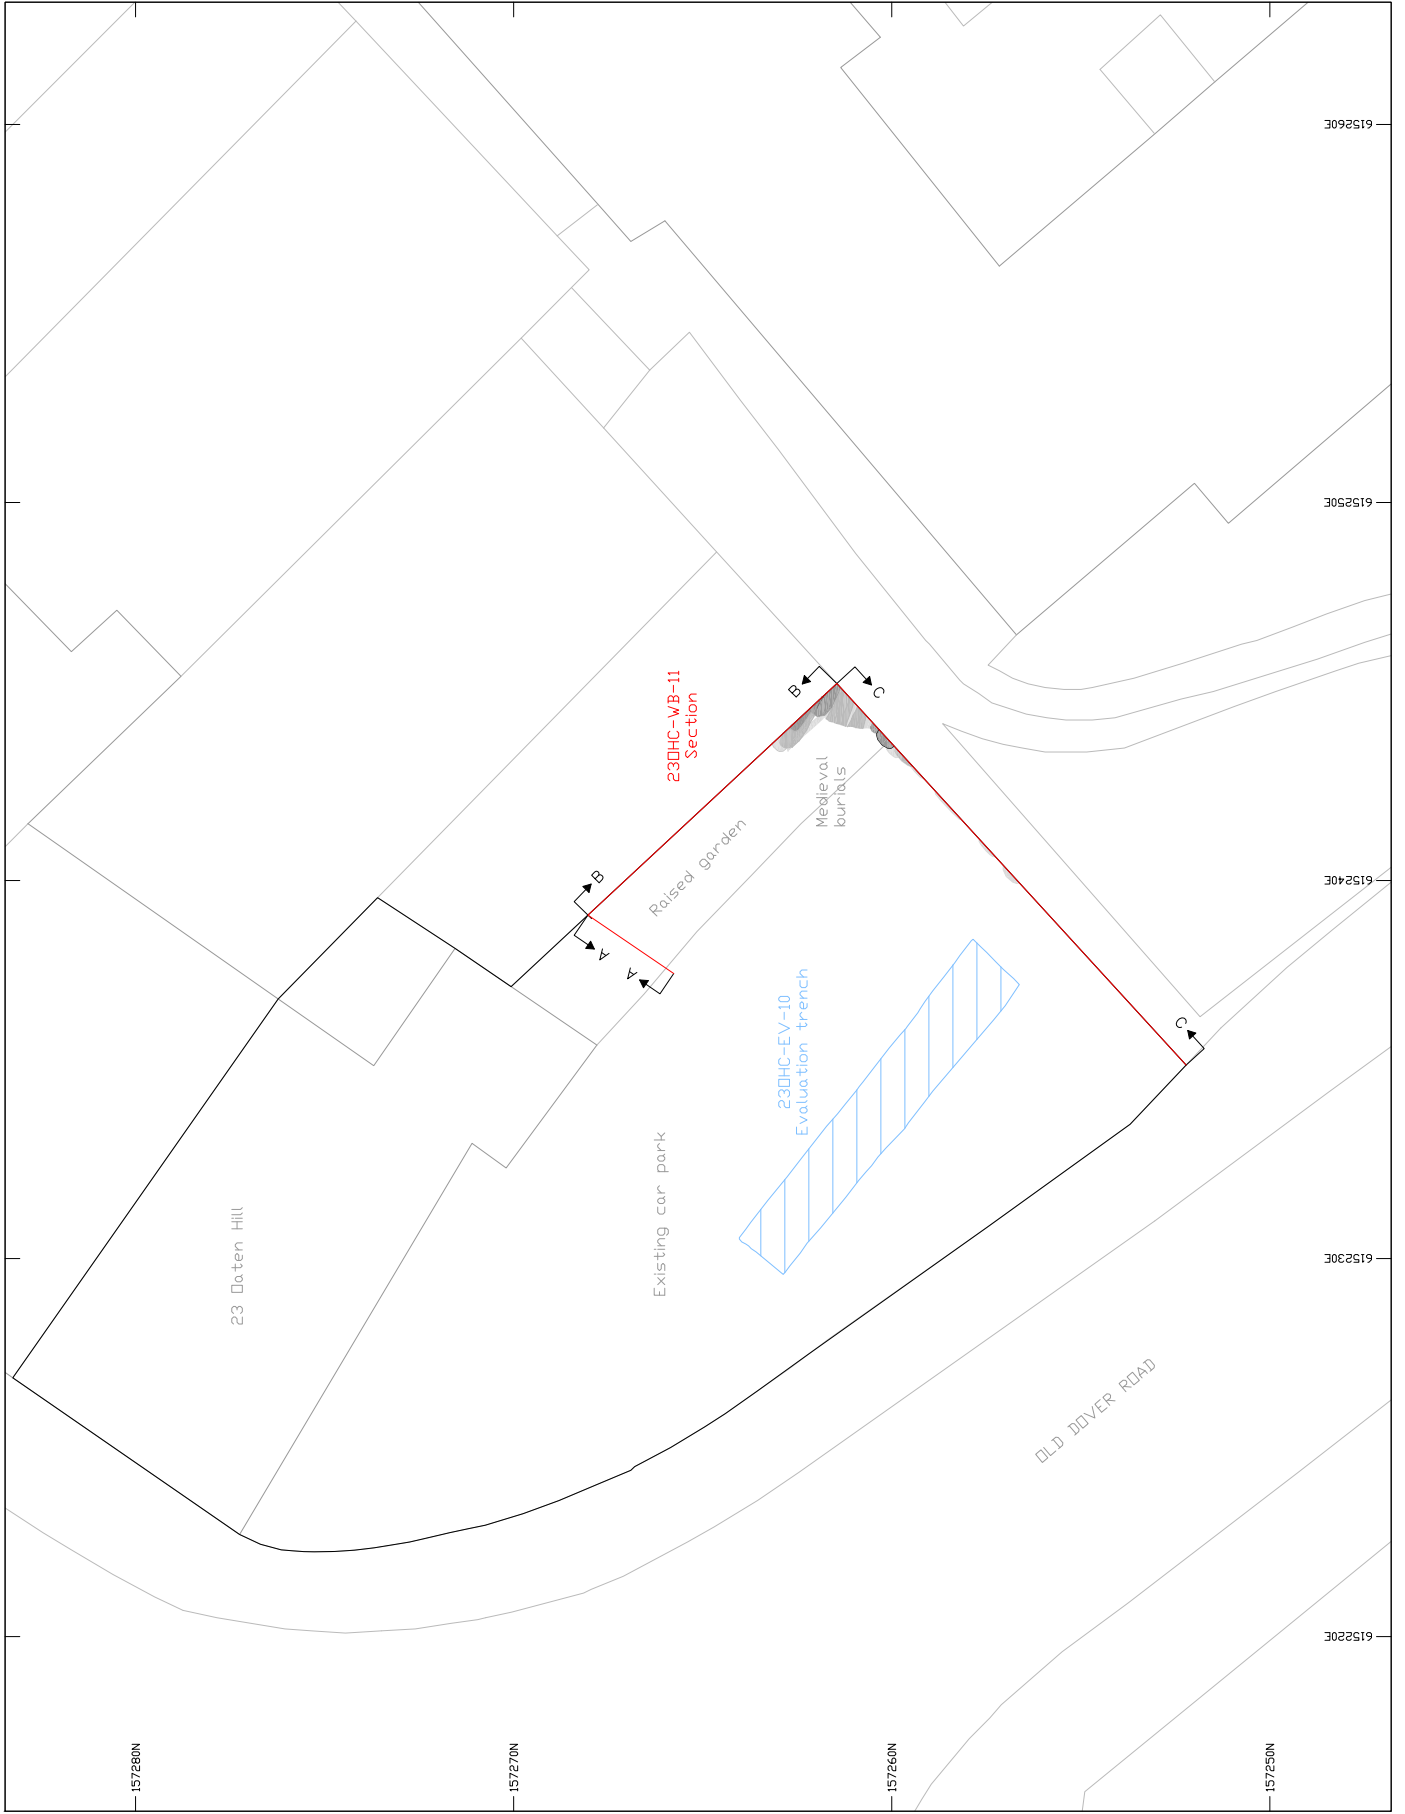 615260E
615250E
615240E
615230E
615220E
157280N
157270N
157260N
157250N
23OHC-WB-11
Section
B
C
Medieval
burials
Raised garden
B
A
A
C
23OHC-EV-10
Evaluation trench
Existing car park
23 Oaten Hill
OLD DOVER ROAD